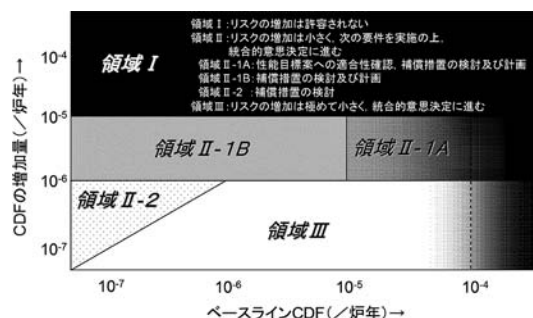 領域Ⅰ:リスクの増加は許容されない
領域Ⅱ:リスクの増加は小さく、次の要件を実施の上、
統合的意思決定に進む
領域Ⅱ-1A:性能目標案への適合性確認、補償措置の検討及び計画
領域Ⅱ-1B:補償措置の検討及び計画
領域Ⅱ-2 :補償措置の検討
領域Ⅲ:リスクの増加は極めて小さく、統合的意思決定に進む
領域Ⅰ
領域Ⅱ-1B
領域Ⅱ-1A
領域Ⅱ-2
領域Ⅲ
CDFの増加量(/炉年)→
10⁻⁴
10⁻⁵
10⁻⁶
10⁻⁷
10⁻⁷
10⁻⁶
10⁻⁵
10⁻⁴
ベースラインCDF(/炉年)→